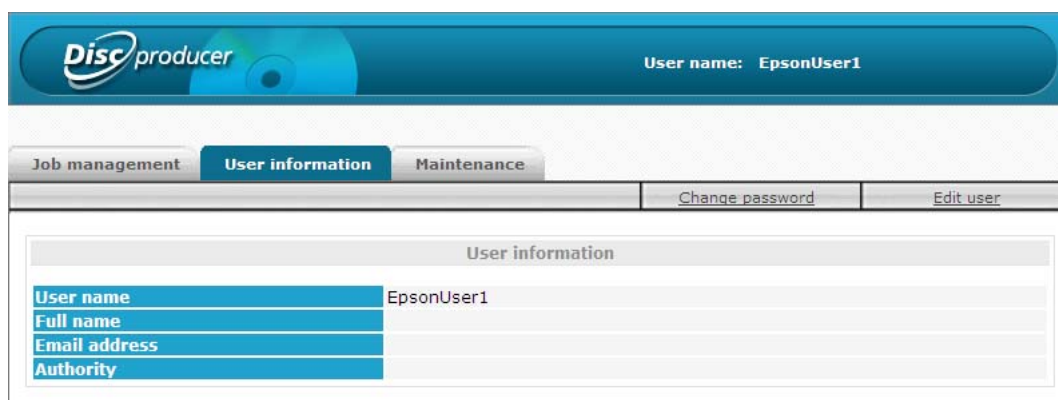 Disc producer
User name: EpsonUser1
Job management User information Maintenance
Change password Edit user
User information
User name EpsonUser1
Full name
Email address
Authority